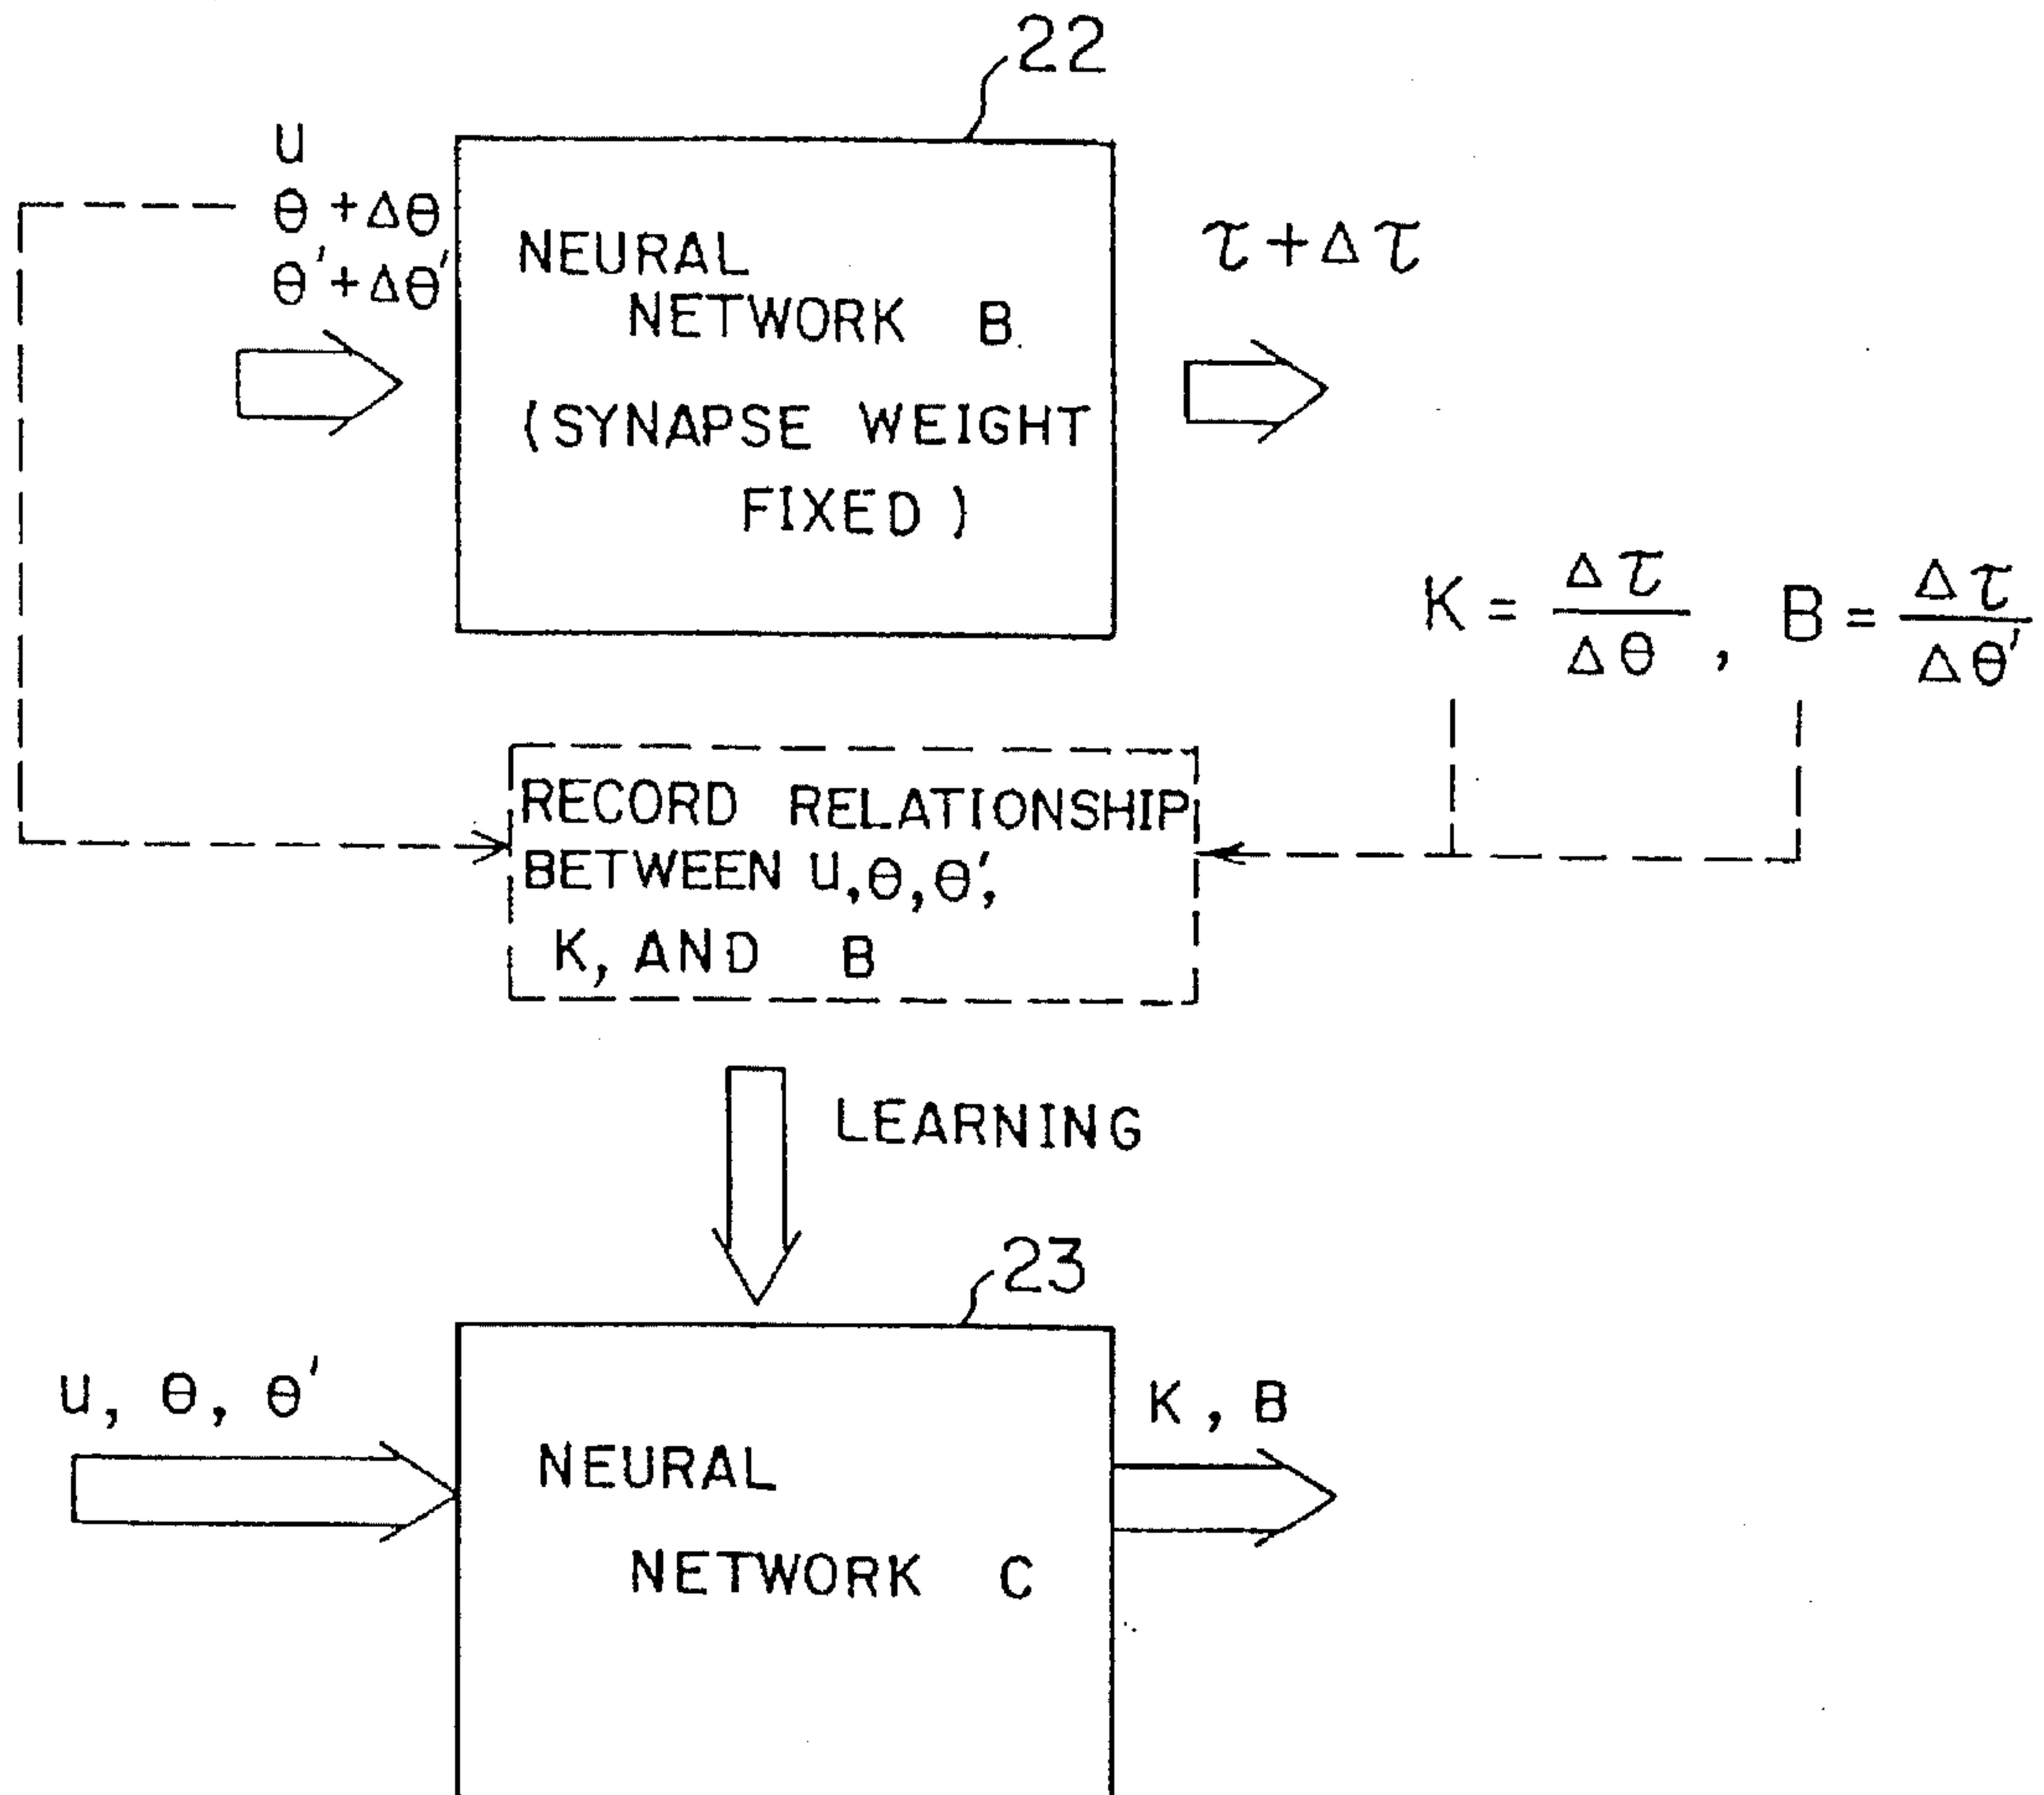 22
u
θ+Δθ
θ'+Δθ'
NEURAL
NETWORK B
(SYNAPSE WEIGHT
FIXED)
τ+Δτ
K = Δτ/Δθ , B = Δτ/Δθ'
RECORD RELATIONSHIP
BETWEEN u,θ,θ',
K, AND B
LEARNING
23
u, θ, θ'
NEURAL
NETWORK C
K, B